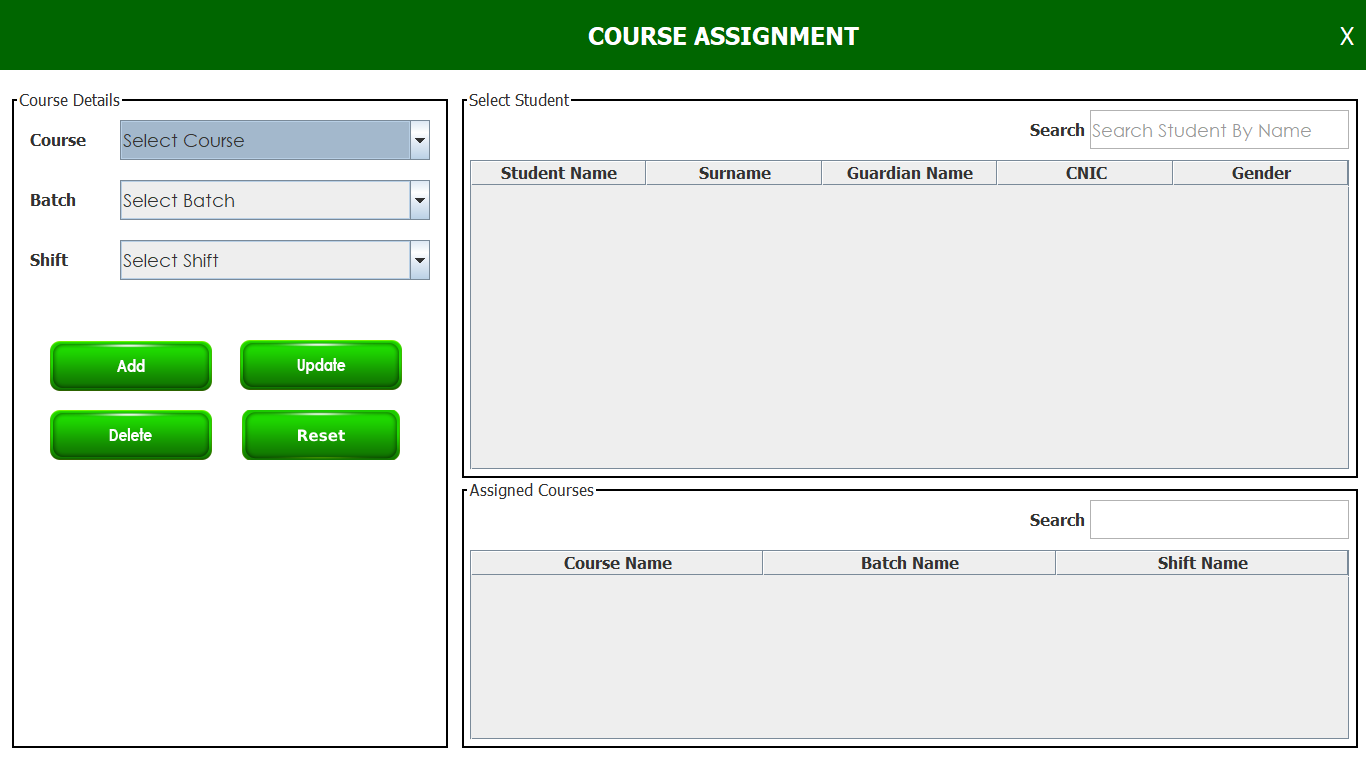 COURSE ASSIGNMENT X
Course Details
Course Select Course
Batch Select Batch
Shift Select Shift
Add Update
Delete Reset
Select Student
Search Search Student By Name
Student Name Surname Guardian Name CNIC Gender
Assigned Courses
Search
Course Name Batch Name Shift Name